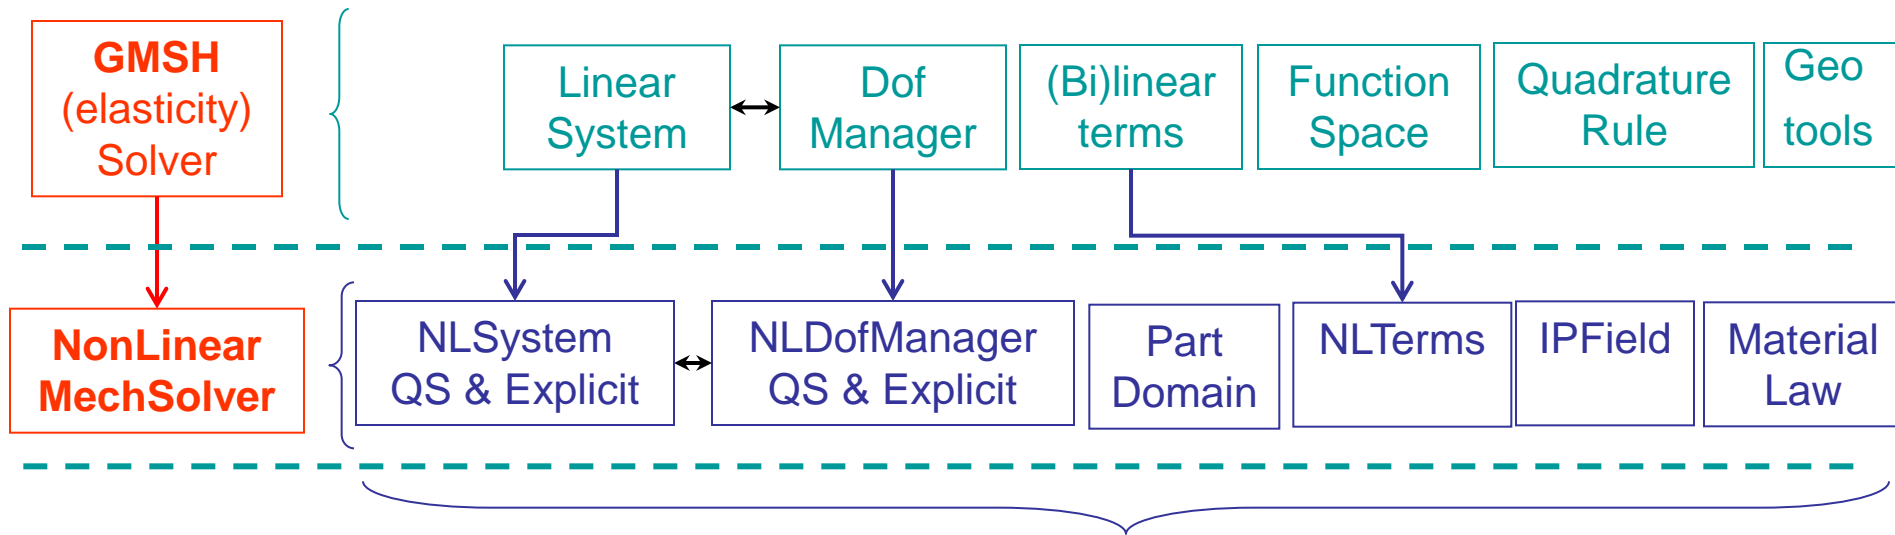 GMSH
(elasticity)
Solver
Linear
System
Dof
Manager
(Bi)linear
terms
Function
Space
Quadrature
Rule
Geo
tools
NonLinear
MechSolver
NLSystem
QS & Explicit
NLDofManager
QS & Explicit
Part
Domain
NLTerms
IPField
Material
Law